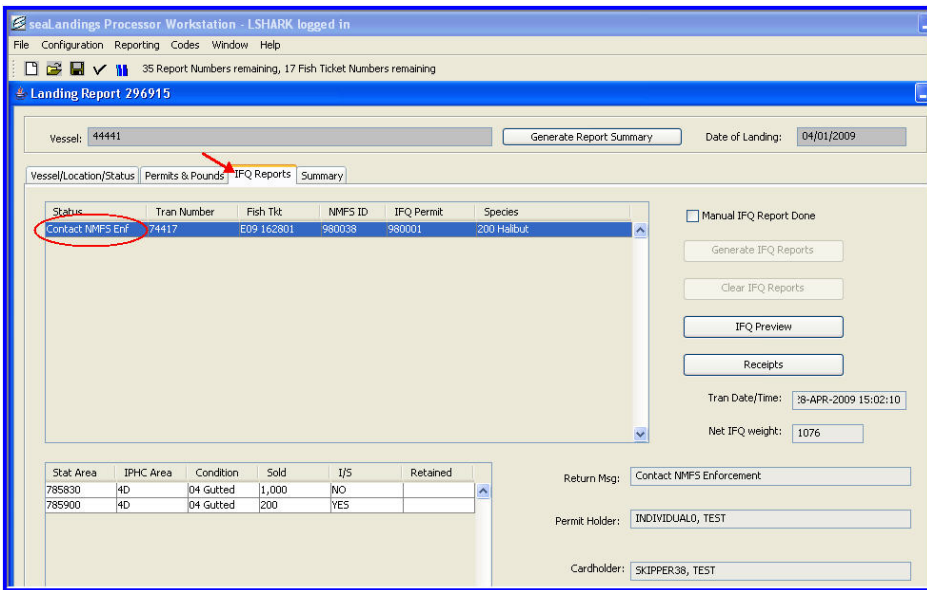 seaLandings Processor Workstation - LSHARK logged in
File Configuration Reporting Codes Window Help
35 Report Numbers remaining, 17 Fish Ticket Numbers remaining
Landing Report 296915
Vessel: 44441 Generate Report Summary Date of Landing: 04/01/2009
Vessel/Location/Status Permits & Pounds IFQ Reports Summary
Status Tran Number Fish Tkt NMFS ID IFQ Permit Species
Contact NMFS Enf 74417 E09 162801 980038 980001 200 Halibut
Manual IFQ Report Done
Generate IFQ Reports
Clear IFQ Reports
IFQ Preview
Receipts
Tran Date/Time: 8-APR-2009 15:02:10
Net IFQ weight: 1076
Stat Area IPHC Area Condition Sold I/S Retained
785830 4D 04 Gutted 1,000 NO
785900 4D 04 Gutted 200 YES
Return Msg: Contact NMFS Enforcement
Permit Holder: INDIVIDUAL0, TEST
Cardholder: SKIPPER38, TEST